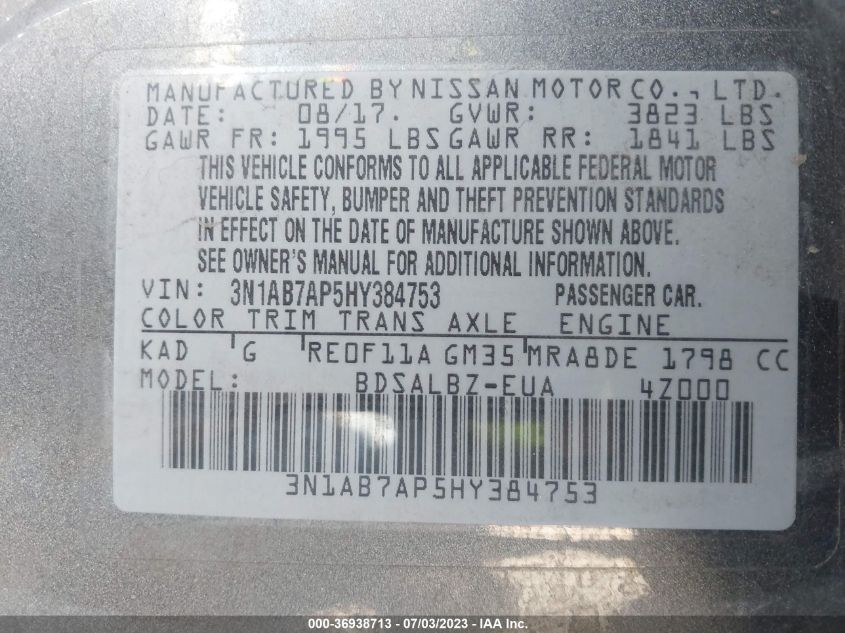 MANUFACTURED BY NISSAN MOTOR CO., LTD.
DATE: 08/17. GVWR: 3823 LBS
GAWR FR: 1995 LBS GAWR RR: 1841 LBS
THIS VEHICLE CONFORMS TO ALL APPLICABLE FEDERAL MOTOR
VEHICLE SAFETY, BUMPER AND THEFT PREVENTION STANDARDS
IN EFFECT ON THE DATE OF MANUFACTURE SHOWN ABOVE.
SEE OWNER'S MANUAL FOR ADDITIONAL INFORMATION.
VIN: 3N1AB7AP5HY384753 PASSENGER CAR.
COLOR TRIM TRANS AXLE ENGINE
KAD G RE0F11A GM35 MRA8DE 1798 CC
MODEL: BDSALBZ-EUA 4Z000
3N1AB7AP5HY384753
000-36938713 - 07/03/2023 - IAA Inc.